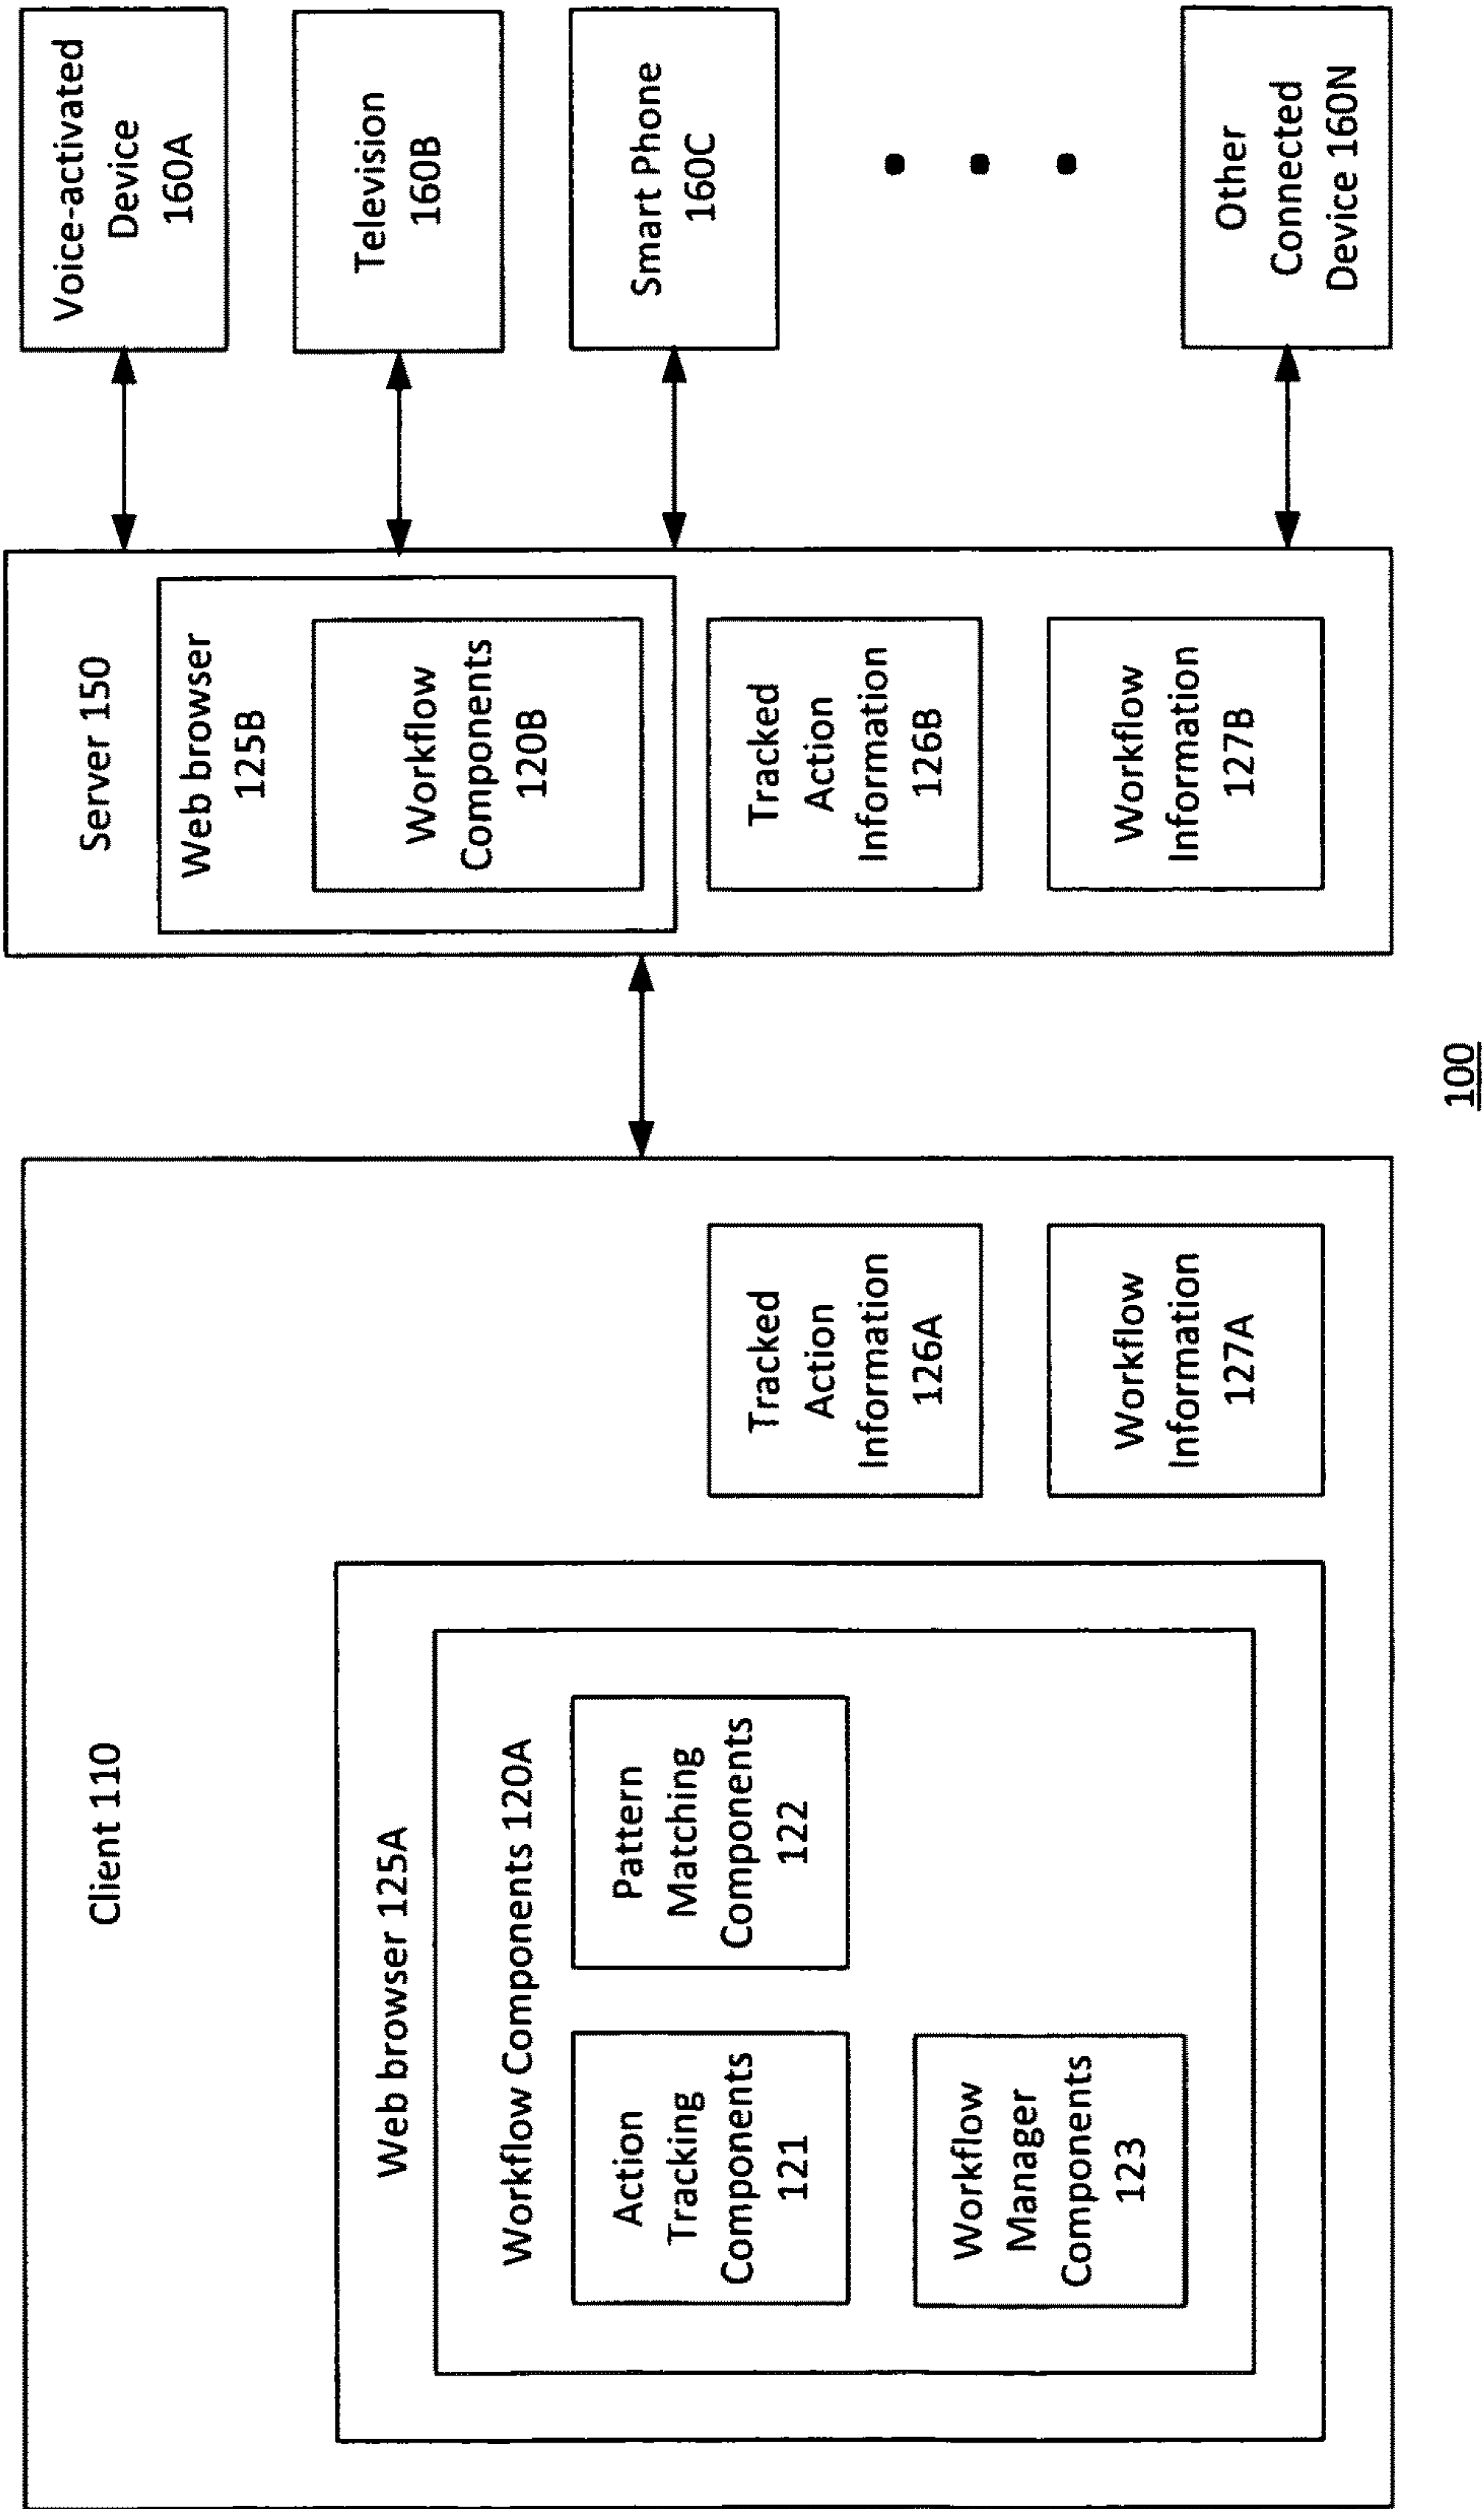 Client 110
Web browser 125A
Workflow Components 120A
Action
Tracking
Components
121
Pattern
Matching
Components
122
Workflow
Manager
Components
123
Tracked
Action
Information
126A
Workflow
Information
127A
Server 150
Web browser
125B
Workflow
Components
120B
Tracked
Action
Information
126B
Workflow
Information
127B
Voice-activated
Device
160A
Television
160B
Smart Phone
160C
Other
Connected
Device 160N
100